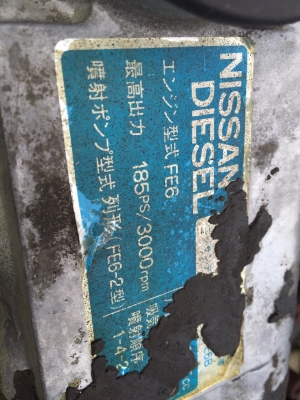 NISSAN
DIESEL
エンジン型式 FE6
最高出力 185PS/3000rpm
噴射ポンプ型式 列形(FE6-2型)
噴射順序
1-4-2
cc